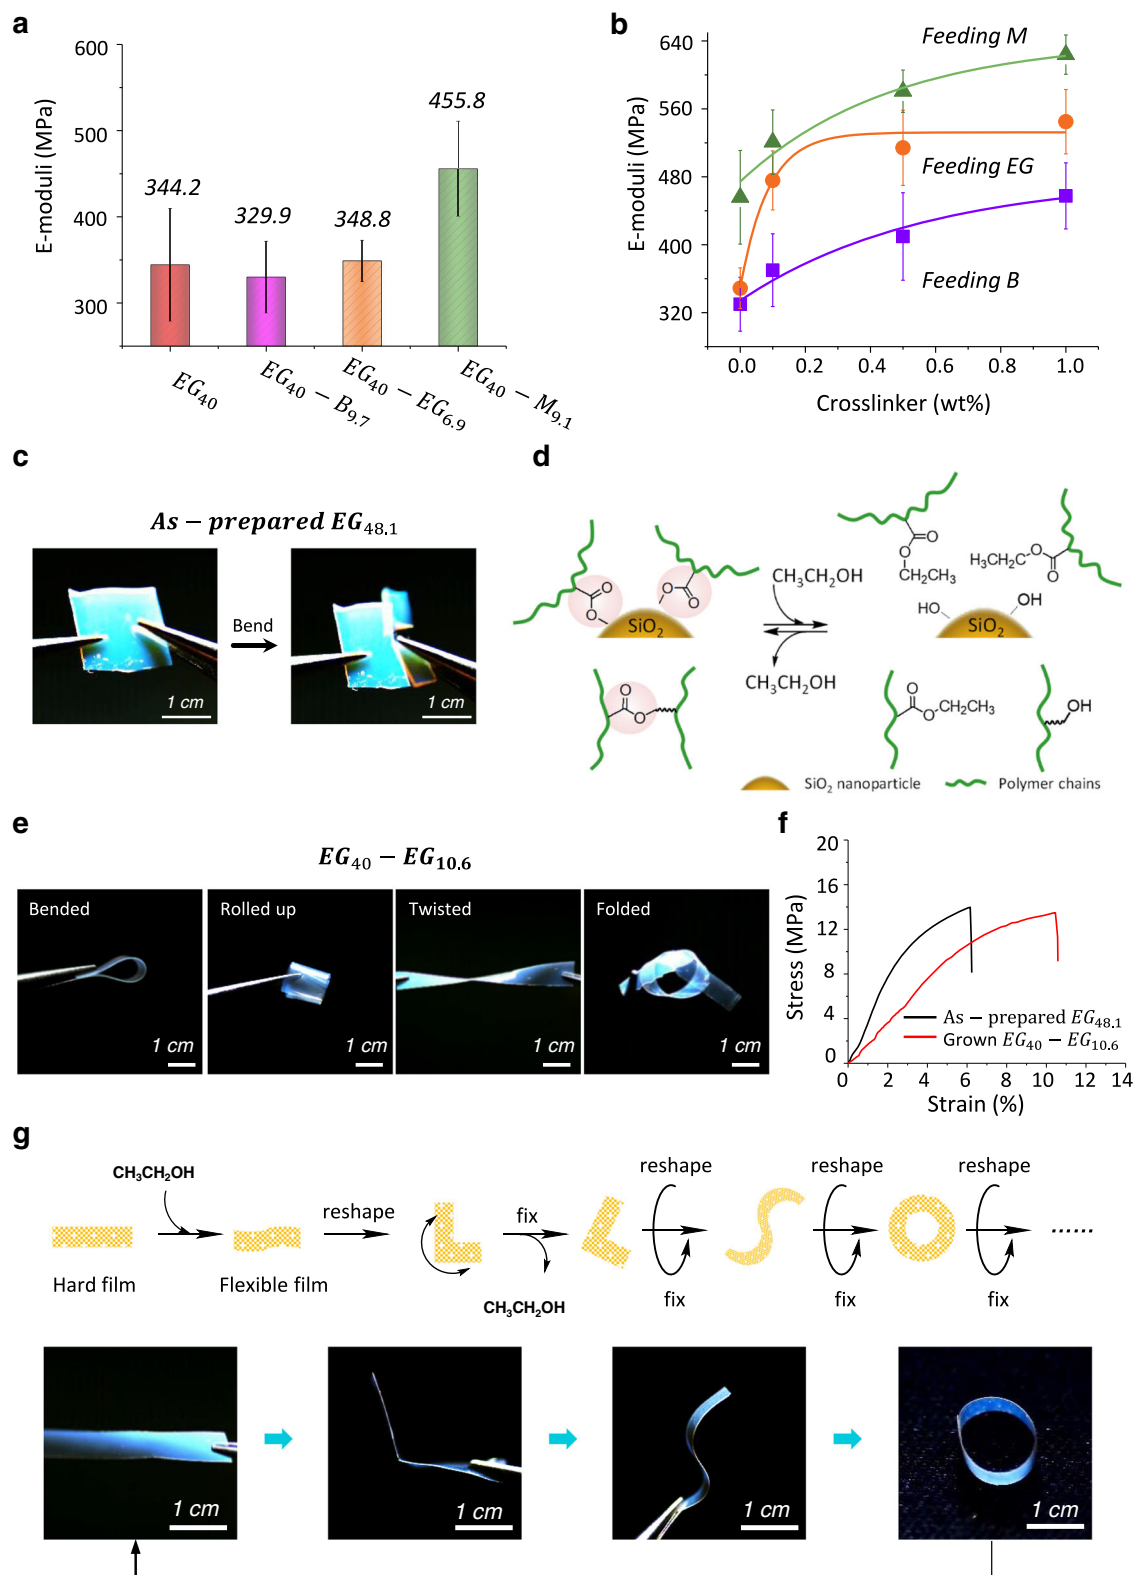 a
600
500
400
300
E-moduli (MPa)
344.2
329.9
348.8
455.8
EG40
EG40 − B9.7
EG40 − EG6.9
EG40 − M9.1
b
640
560
480
400
320
E-moduli (MPa)
Feeding M
Feeding EG
Feeding B
0.0 0.2 0.4 0.6 0.8 1.0
Crosslinker (wt%)
c
As − prepared EG48.1
Bend
1 cm
1 cm
d
O
O
O
O
SiO2
CH3CH2OH
CH3CH2OH
O
O
O
O
CH2CH3
H3CH2C
O
O
HO
OH
SiO2
O
O
CH2CH3
OH
SiO2 nanoparticle
Polymer chains
e
EG40 − EG10.6
Bended
Rolled up
Twisted
Folded
1 cm
1 cm
1 cm
1 cm
f
20
16
12
8
4
0
Stress (MPa)
As − prepared EG48.1
Grown EG40 − EG10.6
0 2 4 6 8 10 12 14
Strain (%)
g
CH3CH2OH
reshape
fix
reshape
reshape
reshape
Hard film
Flexible film
CH3CH2OH
fix
fix
fix
......
1 cm
1 cm
1 cm
1 cm